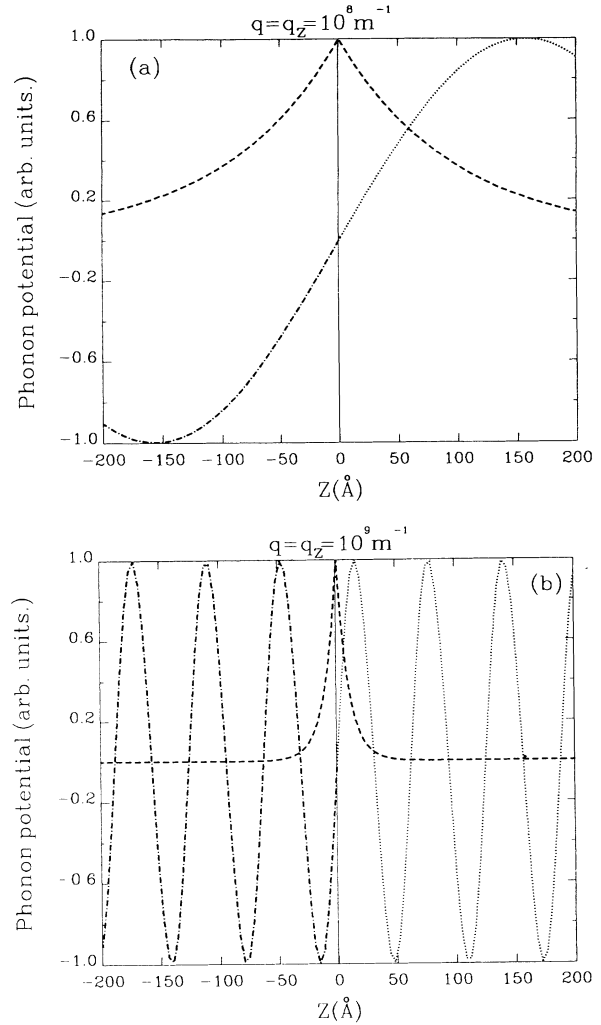 q=q_z=10^8 m^-1
(a)
Phonon potential (arb. units.)
1.0
0.6
0.2
-0.2
-0.6
-1.0
-200 -150 -100 -50 0 50 100 150 200
Z(Å)
q=q_z=10^9 m^-1
(b)
Phonon potential (arb. units.)
1.0
0.6
0.2
-0.2
-0.6
-1.0
-200 -150 -100 -50 0 50 100 150 200
Z(Å)